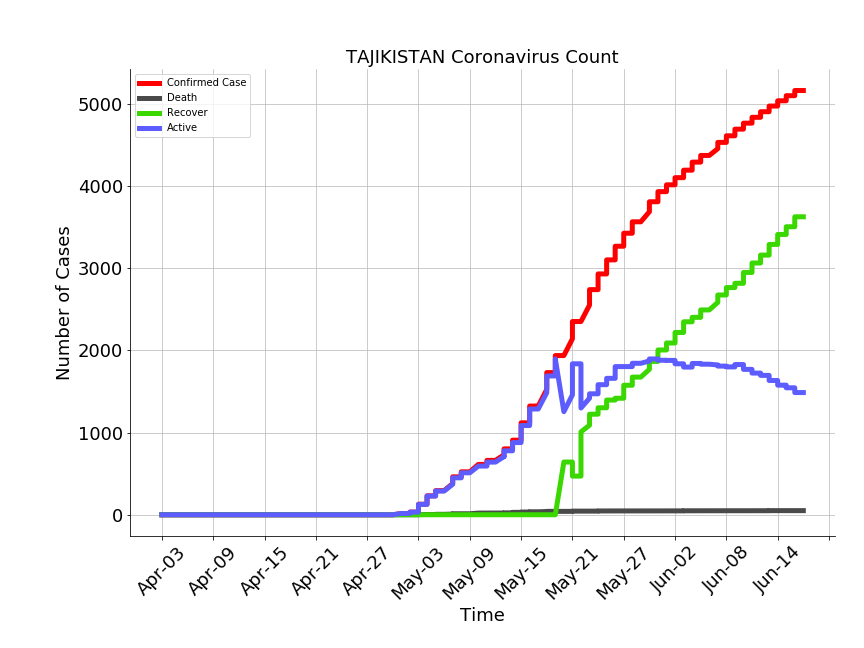 TAJIKISTAN Coronavirus Count
Confirmed Case
Death
Recover
Active
5000
4000
3000
2000
1000
0
Number of Cases
Apr-03
Apr-09
Apr-15
Apr-21
Apr-27
May-03
May-09
May-15
May-21
May-27
Jun-02
Jun-08
Jun-14
Time